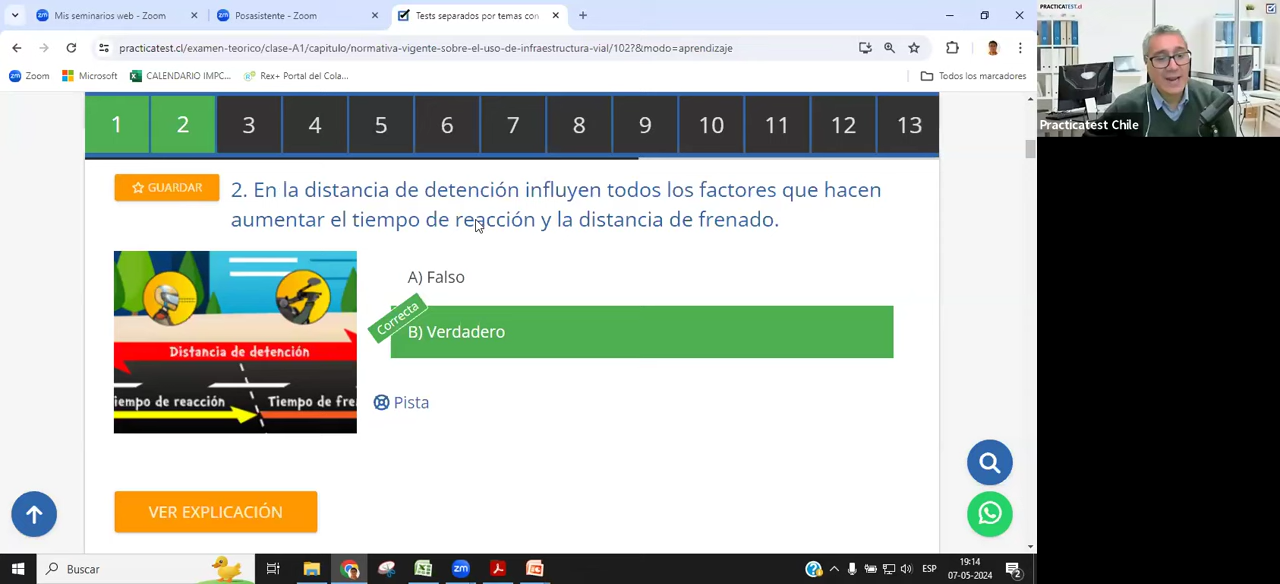 Mis seminarios web - Zoom
Posasistente - Zoom
Tests separados por temas con
practicatest.cl/examen-teorico/clase-A1/capitulo/normativa-vigente-sobre-el-uso-de-infraestructura-vial/102?&modo=aprendizaje
Zoom
Microsoft
CALENDARIO IMPC...
Rex+ Portal del Cola...
Todos los marcadores
1 2 3 4 5 6 7 8 9 10 11 12 13
GUARDAR
2. En la distancia de detención influyen todos los factores que hacen
aumentar el tiempo de reacción y la distancia de frenado.
A) Falso
Correcta
B) Verdadero
Distancia de detención
iempo de reacción
Tiempo de fre
Pista
VER EXPLICACIÓN
PRACTICATEST.cl
Practicatest Chile
Buscar
ESP
19:14
07-05-2024
2